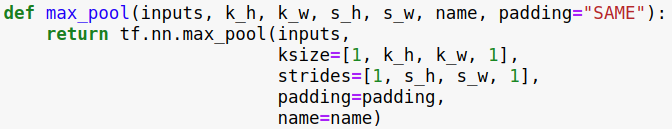 def max_pool(inputs, k_h, k_w, s_h, s_w, name, padding="SAME"):
    return tf.nn.max_pool(inputs,
                          ksize=[1, k_h, k_w, 1],
                          strides=[1, s_h, s_w, 1],
                          padding=padding,
                          name=name)